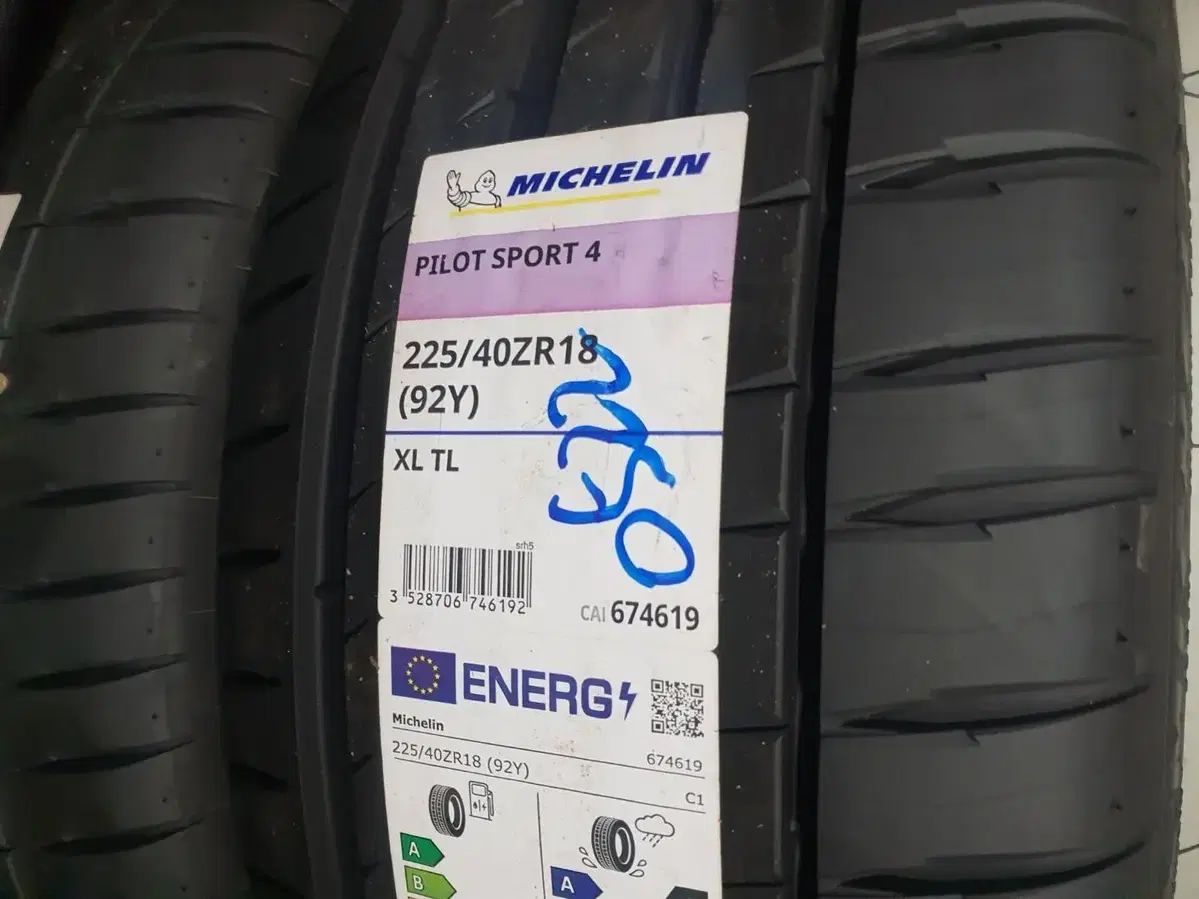 MICHELIN
PILOT SPORT 4
225/40ZR18
(92Y)
XL TL
srh5
3 528706 746192
CAI 674619
ENERG
Michelin
674619
225/40ZR18 (92Y)
C1
A
B
A